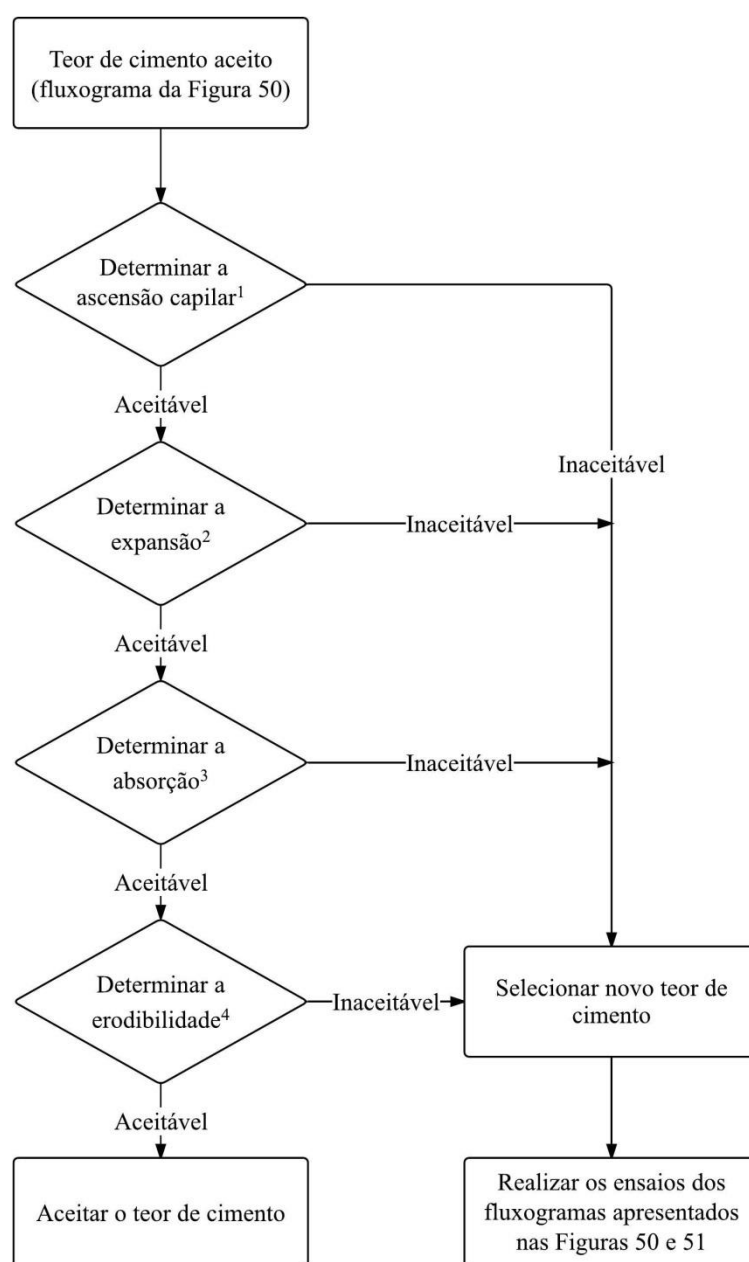 Teor de cimento aceito
(fluxograma da Figura 50)
Determinar a
ascensão capilar¹
Aceitável
Inaceitável
Determinar a
expansão²
Inaceitável
Aceitável
Determinar a
absorção³
Inaceitável
Aceitável
Determinar a
erodibilidade⁴
Inaceitável
Selecionar novo teor de
cimento
Aceitável
Aceitar o teor de cimento
Realizar os ensaios dos
fluxogramas apresentados
nas Figuras 50 e 51